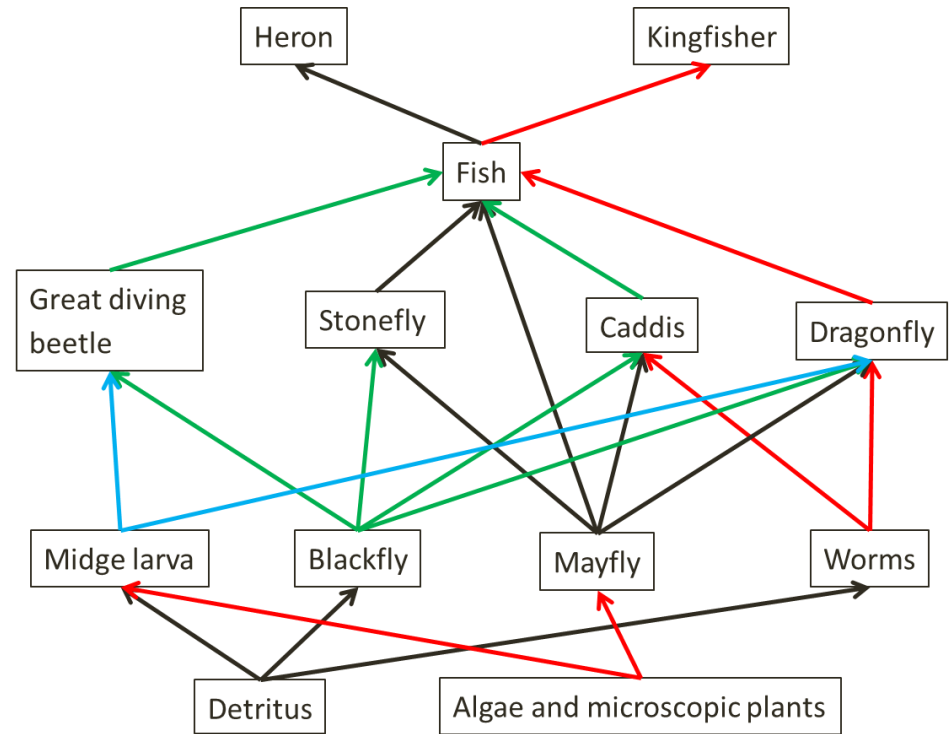 Heron
Kingfisher
Fish
Great diving
beetle
Stonefly
Caddis
Dragonfly
Midge larva
Blackfly
Mayfly
Worms
Detritus
Algae and microscopic plants